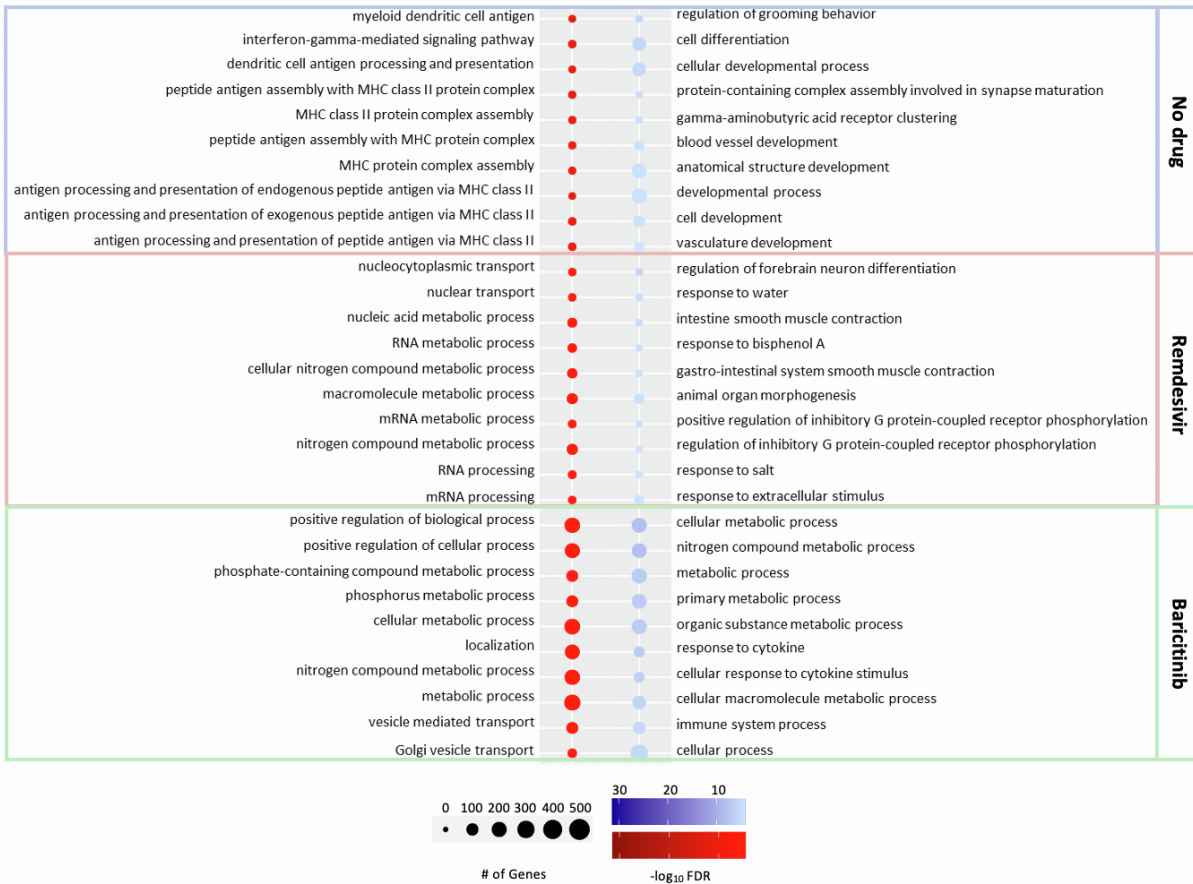 myeloid dendritic cell antigen
regulation of grooming behavior
interferon-gamma-mediated signaling pathway
cell differentiation
dendritic cell antigen processing and presentation
cellular developmental process
peptide antigen assembly with MHC class II protein complex
protein-containing complex assembly involved in synapse maturation
MHC class II protein complex assembly
gamma-aminobutyric acid receptor clustering
peptide antigen assembly with MHC protein complex
blood vessel development
MHC protein complex assembly
anatomical structure development
antigen processing and presentation of endogenous peptide antigen via MHC class II
developmental process
antigen processing and presentation of exogenous peptide antigen via MHC class II
cell development
antigen processing and presentation of peptide antigen via MHC class II
vasculature development
No drug
nucleocytoplasmic transport
regulation of forebrain neuron differentiation
nuclear transport
response to water
nucleic acid metabolic process
intestine smooth muscle contraction
RNA metabolic process
response to bisphenol A
cellular nitrogen compound metabolic process
gastro-intestinal system smooth muscle contraction
macromolecule metabolic process
animal organ morphogenesis
mRNA metabolic process
positive regulation of inhibitory G protein-coupled receptor phosphorylation
nitrogen compound metabolic process
regulation of inhibitory G protein-coupled receptor phosphorylation
RNA processing
response to salt
mRNA processing
response to extracellular stimulus
Remdesivir
positive regulation of biological process
cellular metabolic process
positive regulation of cellular process
nitrogen compound metabolic process
phosphate-containing compound metabolic process
metabolic process
phosphorus metabolic process
primary metabolic process
cellular metabolic process
organic substance metabolic process
localization
response to cytokine
nitrogen compound metabolic process
cellular response to cytokine stimulus
metabolic process
cellular macromolecule metabolic process
vesicle mediated transport
immune system process
Golgi vesicle transport
cellular process
Baricitinib
0 100 200 300 400 500
# of Genes
30 20 10
-log₁₀ FDR